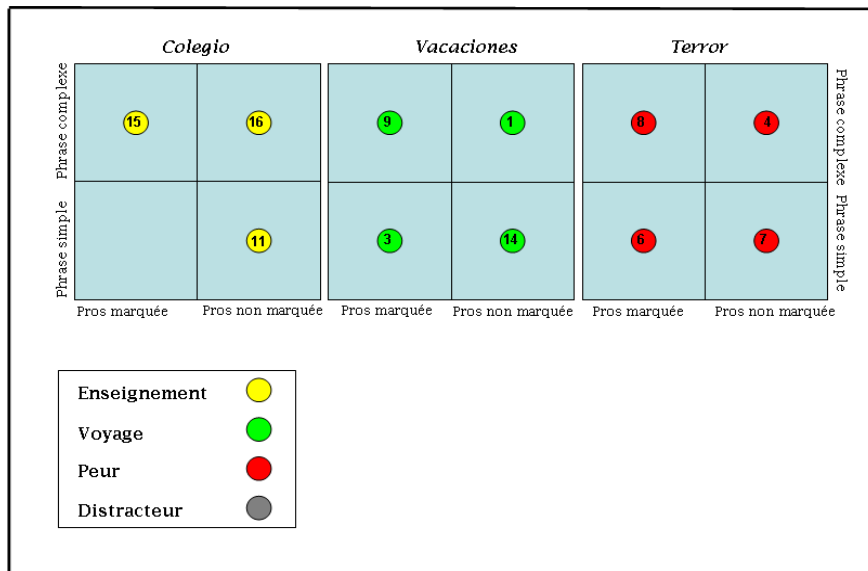 Colegio Vacaciones Terror
Phrase complexe
15 16 9 1 8 4
Phrase complexe
Phrase simple
11 3 14 6 7
Phrase simple
Pros marquée Pros non marquée Pros marquée Pros non marquée Pros marquée Pros non marquée
Enseignement
Voyage
Peur
Distracteur